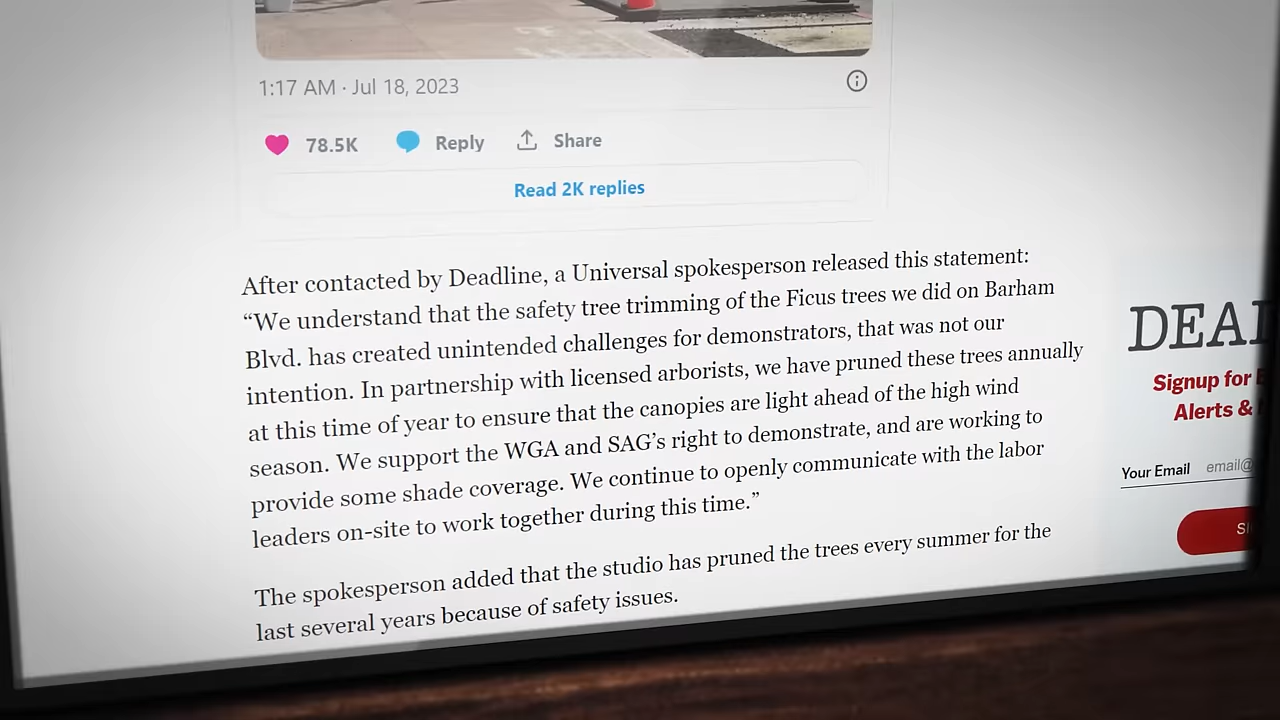 1:17 AM · Jul 18, 2023
78.5K Reply Share
Read 2K replies
After contacted by Deadline, a Universal spokesperson released this statement:
“We understand that the safety tree trimming of the Ficus trees we did on Barham
Blvd. has created unintended challenges for demonstrators, that was not our
intention. In partnership with licensed arborists, we have pruned these trees annually
at this time of year to ensure that the canopies are light ahead of the high wind
season. We support the WGA and SAG’s right to demonstrate, and are working to
provide some shade coverage. We continue to openly communicate with the labor
leaders on-site to work together during this time.”
The spokesperson added that the studio has pruned the trees every summer for the
last several years because of safety issues.
DEA
Signup for
Alerts &
Your Email email@
SI